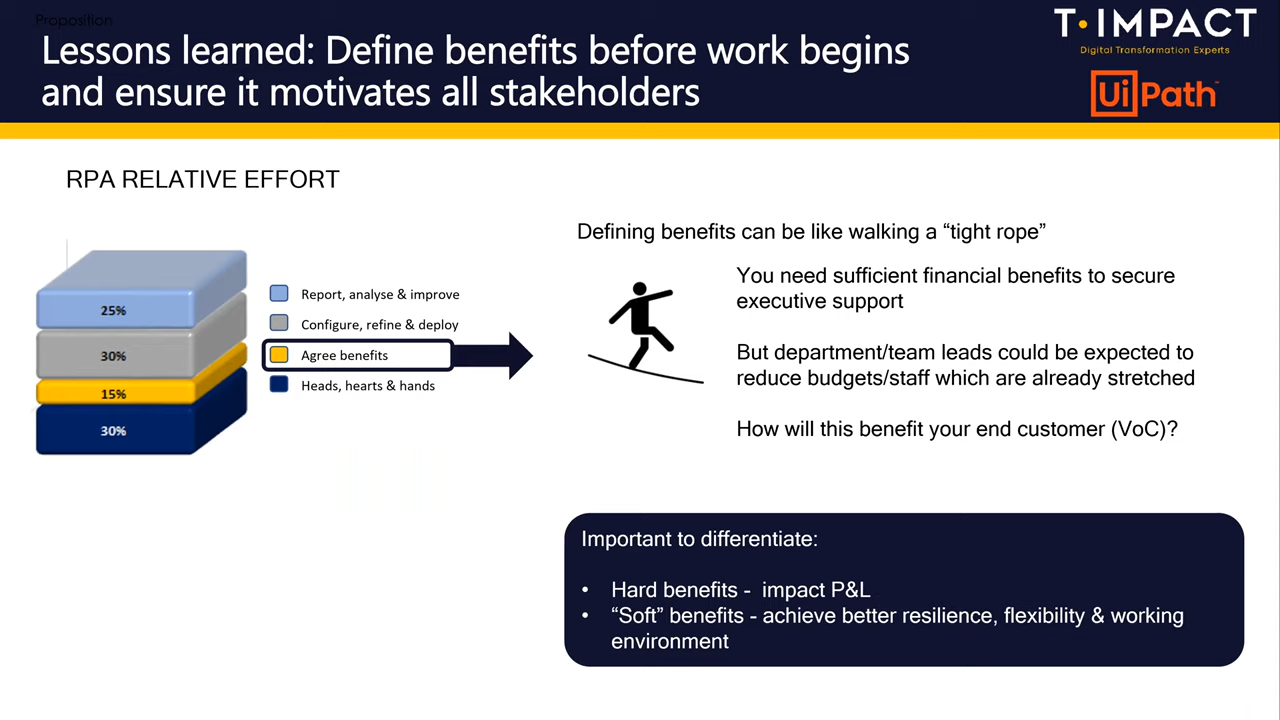 Proposition
Lessons learned: Define benefits before work begins
and ensure it motivates all stakeholders
T·IMPACT
Digital Transformation Experts
UiPath™
RPA RELATIVE EFFORT
25%
30%
15%
30%
Report, analyse & improve
Configure, refine & deploy
Agree benefits
Heads, hearts & hands
Defining benefits can be like walking a “tight rope”
You need sufficient financial benefits to secure
executive support
But department/team leads could be expected to
reduce budgets/staff which are already stretched
How will this benefit your end customer (VoC)?
Important to differentiate:
• Hard benefits - impact P&L
• “Soft” benefits - achieve better resilience, flexibility & working
environment